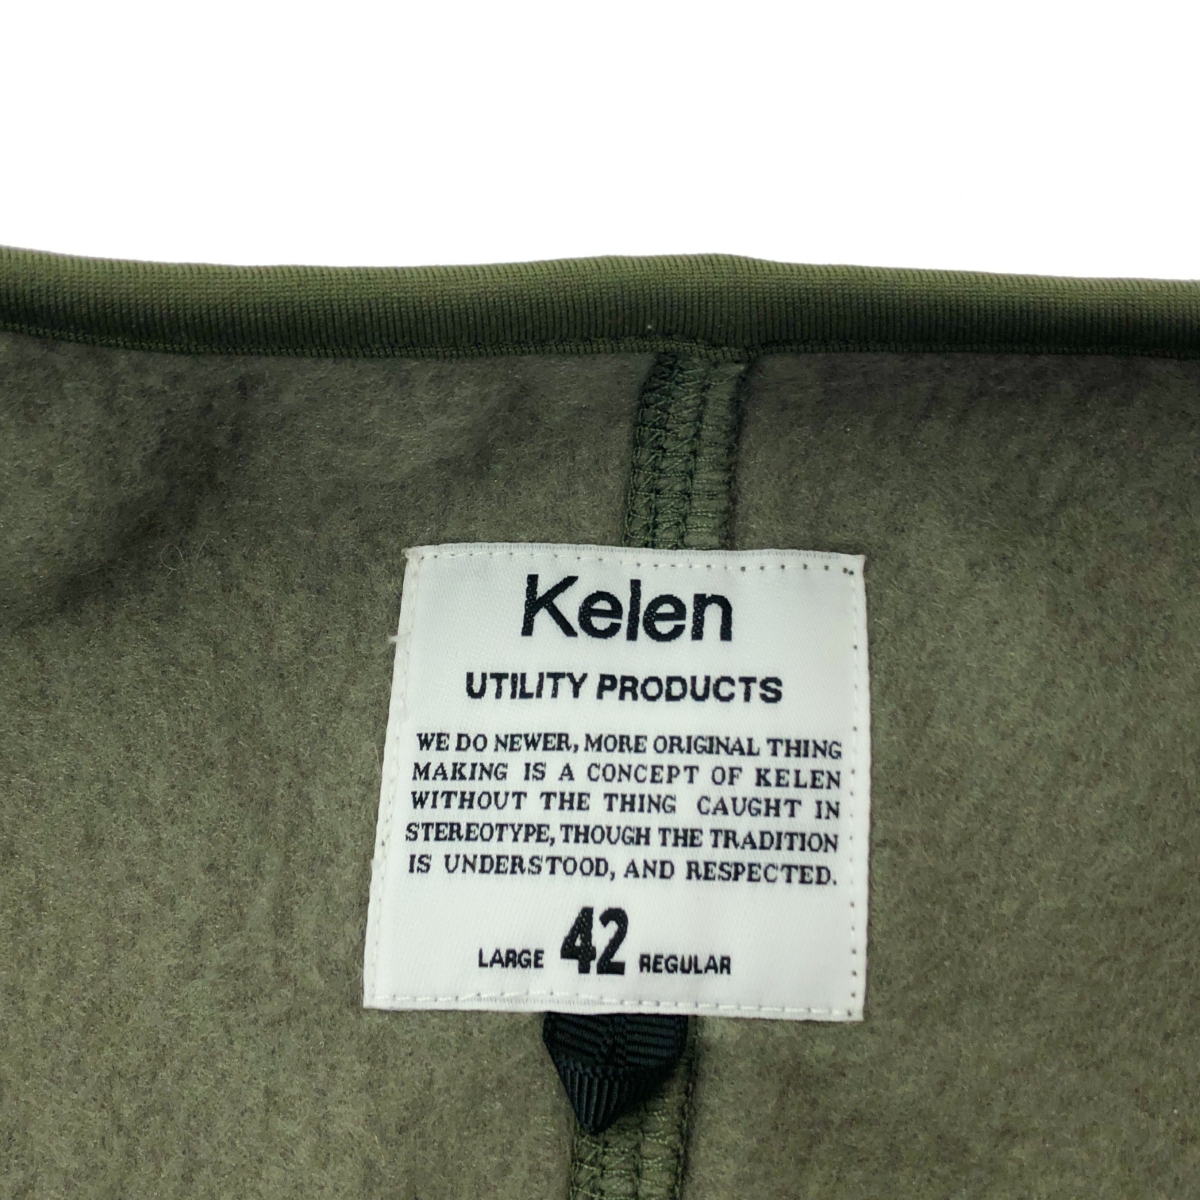 Kelen
UTILITY PRODUCTS
WE DO NEWER, MORE ORIGINAL THING
MAKING IS A CONCEPT OF KELEN
WITHOUT THE THING CAUGHT IN
STEREOTYPE, THOUGH THE TRADITION
IS UNDERSTOOD, AND RESPECTED.
LARGE 42 REGULAR